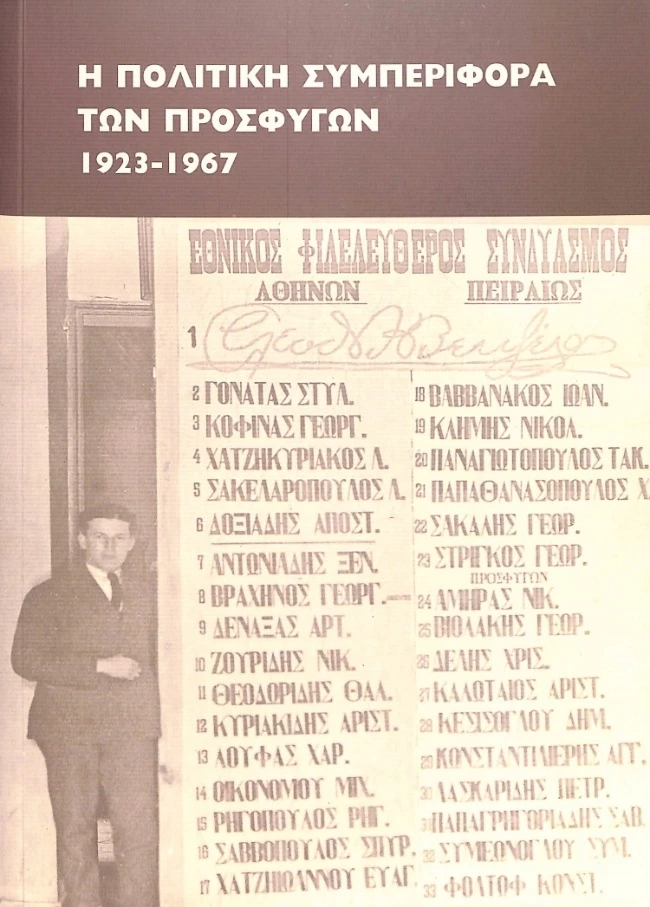 Η ΠΟΛΙΤΙΚΗ ΣΥΜΠΕΡΙΦΟΡΑ
ΤΩΝ ΠΡΟΣΦΥΓΩΝ
1923-1967
ΕΘΝΙΚΟΣ ΦΙΛΕΛΕΥΘΕΡΟΣ ΣΥΝΔΥΑΣΜΟΣ
ΑΘΗΝΩΝ
1
2 ΓΟΝΑΤΑΣ ΣΤΥΛ.
3 ΚΟΦΙΝΑΣ ΓΕΩΡΓ.
4 ΧΑΤΖΗΚΥΡΙΑΚΟΣ Λ.
5 ΣΑΚΕΛΑΡΟΠΟΥΛΟΣ Λ.
6 ΔΟΞΙΑΔΗΣ ΑΠΟΣΤ.
7 ΑΝΤΩΝΙΑΔΗΣ ΞΕΝ.
8 ΒΡΑΧΗΝΟΣ ΓΕΩΡΓ.
9 ΔΕΝΑΞΑΣ ΑΡΤ.
10 ΖΟΥΡΙΔΗΣ ΝΙΚ.
11 ΘΕΟΔΩΡΙΔΗΣ ΘΑΛ.
12 ΚΥΡΙΑΚΙΔΗΣ ΑΡΙΣΤ.
13 ΛΟΥΦΑΣ ΧΑΡ.
14 ΟΙΚΟΝΟΜΟΥ ΜΙΧ.
15 ΡΗΓΟΠΟΥΛΟΣ ΡΗΓ.
16 ΣΑΒΒΟΠΟΥΛΟΣ ΣΠΥΡ.
17 ΧΑΤΖΗΙΩΑΝΝΟΥ ΕΥΑΓ.
ΠΕΙΡΑΙΩΣ
18 ΒΑΒΒΑΝΑΚΟΣ ΙΩΑΝ.
19 ΚΛΗΜΗΣ ΝΙΚΟΛ.
20 ΠΑΝΑΓΙΩΤΟΠΟΥΛΟΣ ΤΑΚ.
21 ΠΑΠΑΘΑΝΑΣΟΠΟΥΛΟΣ Χ
22 ΣΑΚΑΛΗΣ ΓΕΩΡ.
23 ΣΤΡΙΓΚΟΣ ΓΕΩΡ.
ΠΡΟΣΦΥΓΩΝ
24 ΑΜΗΡΑΣ ΝΙΚ.
25 ΒΙΟΛΑΚΗΣ ΓΕΩΡ.
26 ΔΕΛΗΣ ΧΡΙΣ.
27 ΚΑΛΟΤΑΙΟΣ ΑΡΙΣΤ.
28 ΚΕΣΙΣΟΓΛΟΥ ΔΗΜ.
29 ΚΩΝΣΤΑΝΤΙΛΙΕΡΗΣ ΑΓΓ.
30 ΛΑΣΚΑΡΙΔΗΣ ΠΕΤΡ.
31 ΠΑΠΑΓΡΗΓΟΡΙΑΔΗΣ ΣΑΒ.
32 ΣΥΜΕΩΝΟΓΛΟΥ ΣΥΜ.
33 ΦΟΛΤΟΦ ΚΩΝΣΤ.